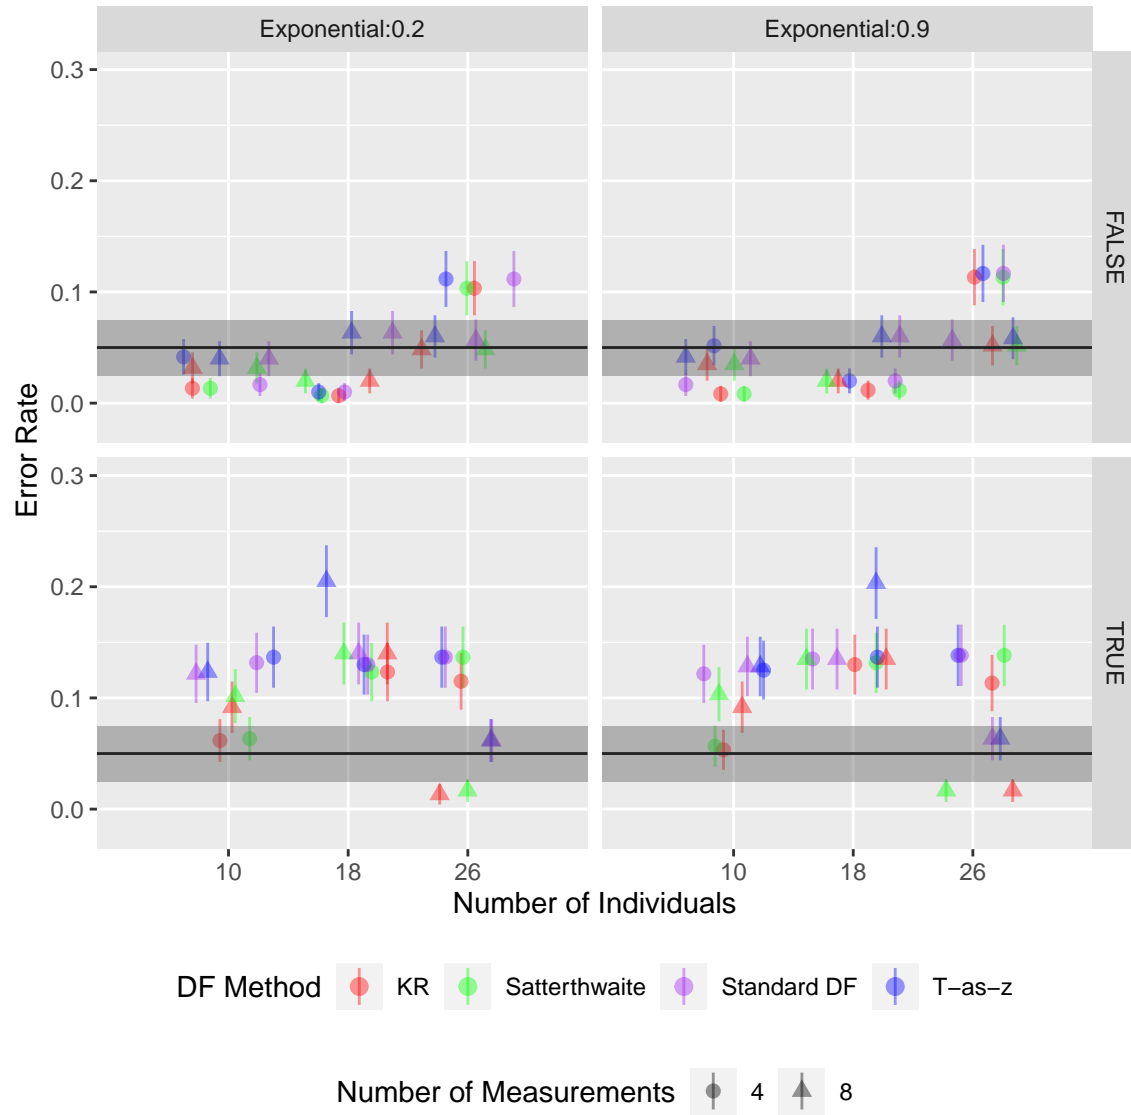 Exponential:0.2
Exponential:0.9
0.3
0.2
0.1
0.0
FALSE
Error Rate
0.3
0.2
0.1
0.0
TRUE
10 18 26 10 18 26
Number of Individuals
DF Method KR Satterthwaite Standard DF T−as−z
Number of Measurements 4 8